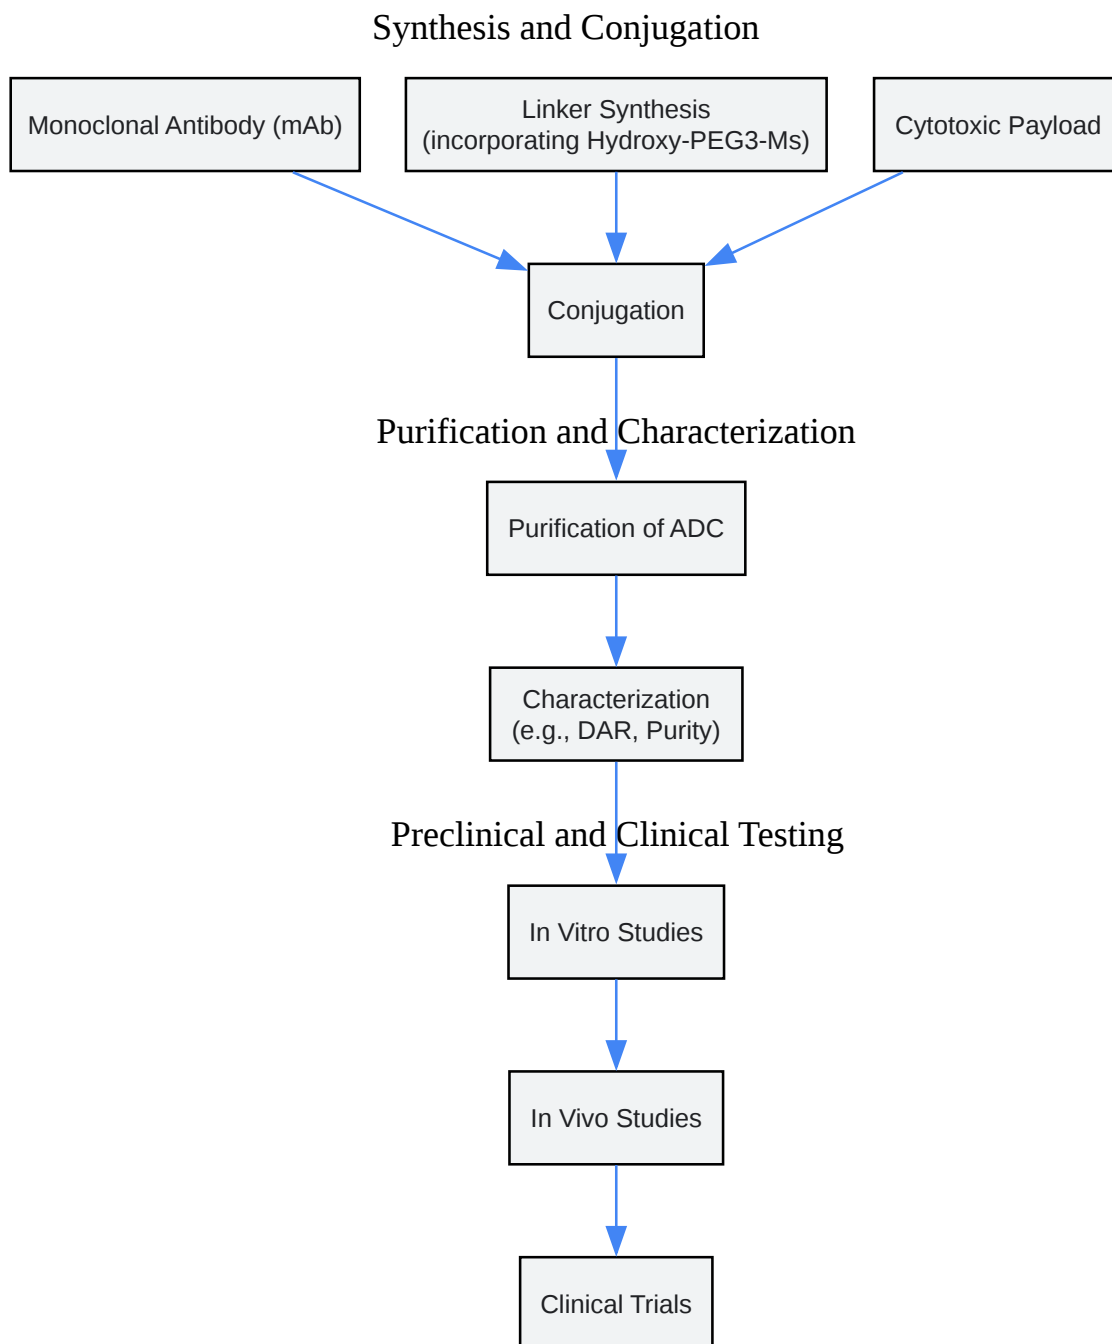 Synthesis and Conjugation
Monoclonal Antibody (mAb)
Linker Synthesis
(incorporating Hydroxy-PEG3-Ms)
Cytotoxic Payload
Conjugation
Purification and Characterization
Purification of ADC
Characterization
(e.g., DAR, Purity)
Preclinical and Clinical Testing
In Vitro Studies
In Vivo Studies
Clinical Trials